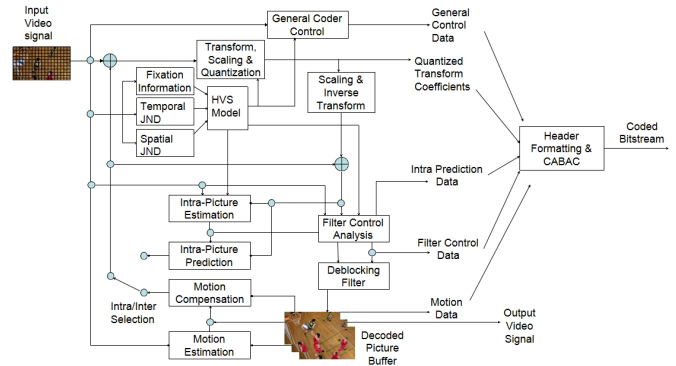 Input
Video
signal
General Coder
Control
General
Control
Data
Transform,
Scaling &
Quantization
Quantized
Transform
Coefficients
Fixation
Information
Scaling &
Inverse
Transform
HVS
Model
Temporal
JND
Spatial
JND
Header
Formatting &
CABAC
Coded
Bitstream
Intra Prediction
Data
Intra-Picture
Estimation
Filter Control
Analysis
Intra-Picture
Prediction
Filter Control
Data
Deblocking
Filter
Motion
Compensation
Intra/Inter
Selection
Motion
Data
Output
Video
Signal
Decoded
Picture
Buffer
Motion
Estimation